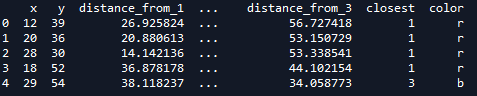 x y distance_from_1 ... distance_from_3 closest color
0 12 39 26.925824 ... 56.727418 1 r
1 20 36 20.880613 ... 53.150729 1 r
2 28 30 14.142136 ... 53.338541 1 r
3 18 52 36.878178 ... 44.102154 1 r
4 29 54 38.118237 ... 34.058773 3 b